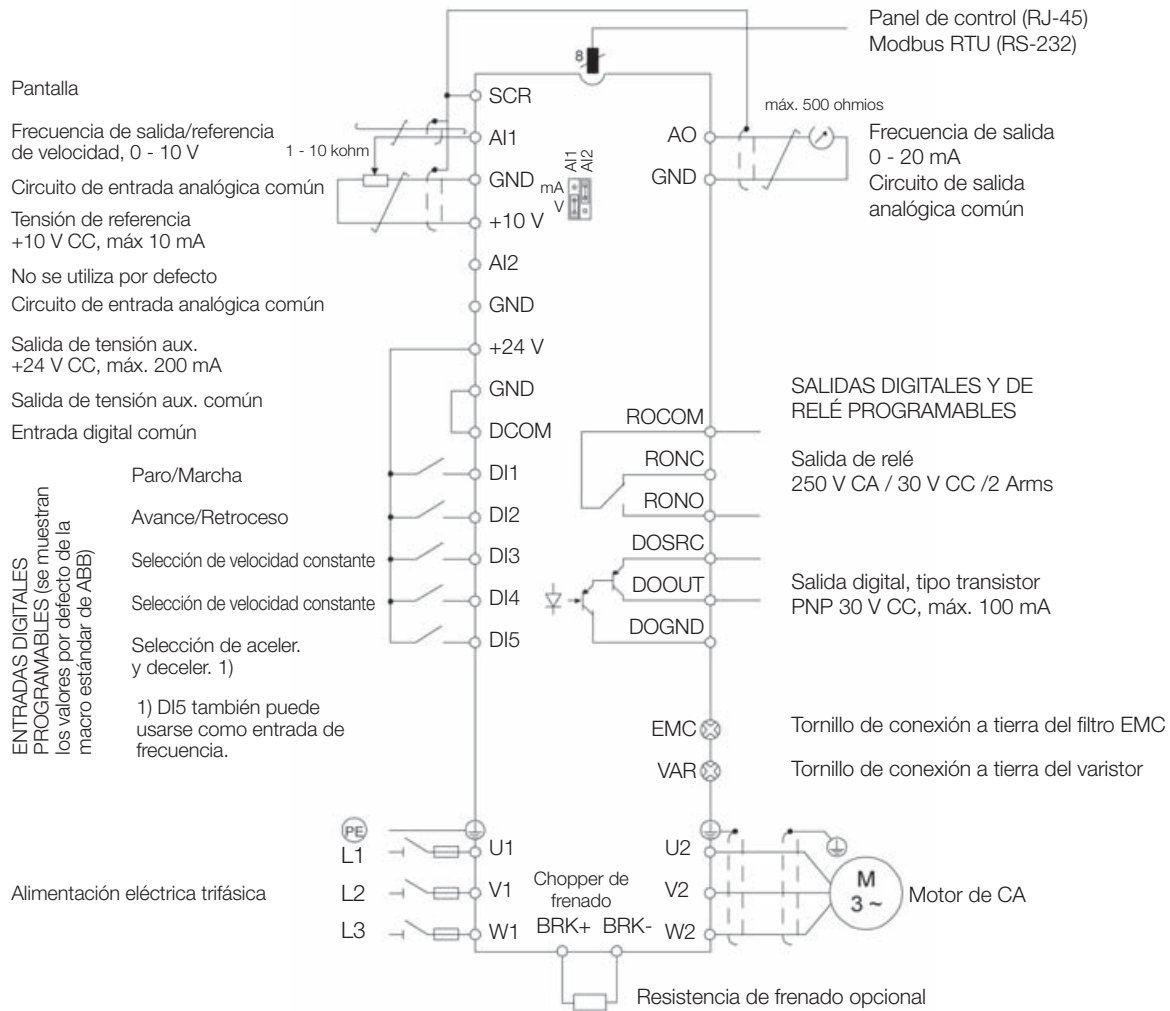 Panel de control (RJ-45)
Modbus RTU (RS-232)
8
Pantalla
SCR
máx. 500 ohmios
Frecuencia de salida/referencia
de velocidad, 0 - 10 V
1 - 10 kohm
AI1
AI1
AI2
mA
V
AO
Frecuencia de salida
0 - 20 mA
Circuito de entrada analógica común
GND
GND
Circuito de salida
analógica común
Tensión de referencia
+10 V CC, máx 10 mA
+10 V
No se utiliza por defecto
AI2
Circuito de entrada analógica común
GND
Salida de tensión aux.
+24 V CC, máx. 200 mA
+24 V
Salida de tensión aux. común
GND
Entrada digital común
DCOM
SALIDAS DIGITALES Y DE
RELÉ PROGRAMABLES
ROCOM
RONC
RONO
Salida de relé
250 V CA / 30 V CC /2 Arms
ENTRADAS DIGITALES
PROGRAMABLES (se muestran
los valores por defecto de la
macro estándar de ABB)
Paro/Marcha
DI1
Avance/Retroceso
DI2
Selección de velocidad constante
DI3
Selección de velocidad constante
DI4
Selección de aceler.
y deceler. 1)
DI5
1) DI5 también puede
usarse como entrada de
frecuencia.
DOSRC
DOOUT
DOGND
Salida digital, tipo transistor
PNP 30 V CC, máx. 100 mA
EMC
Tornillo de conexión a tierra del filtro EMC
VAR
Tornillo de conexión a tierra del varistor
PE
L1
U1
U2
Alimentación eléctrica trifásica
L2
V1
Chopper de
frenado
V2
M
3 ~
Motor de CA
L3
W1
BRK+
BRK-
W2
Resistencia de frenado opcional